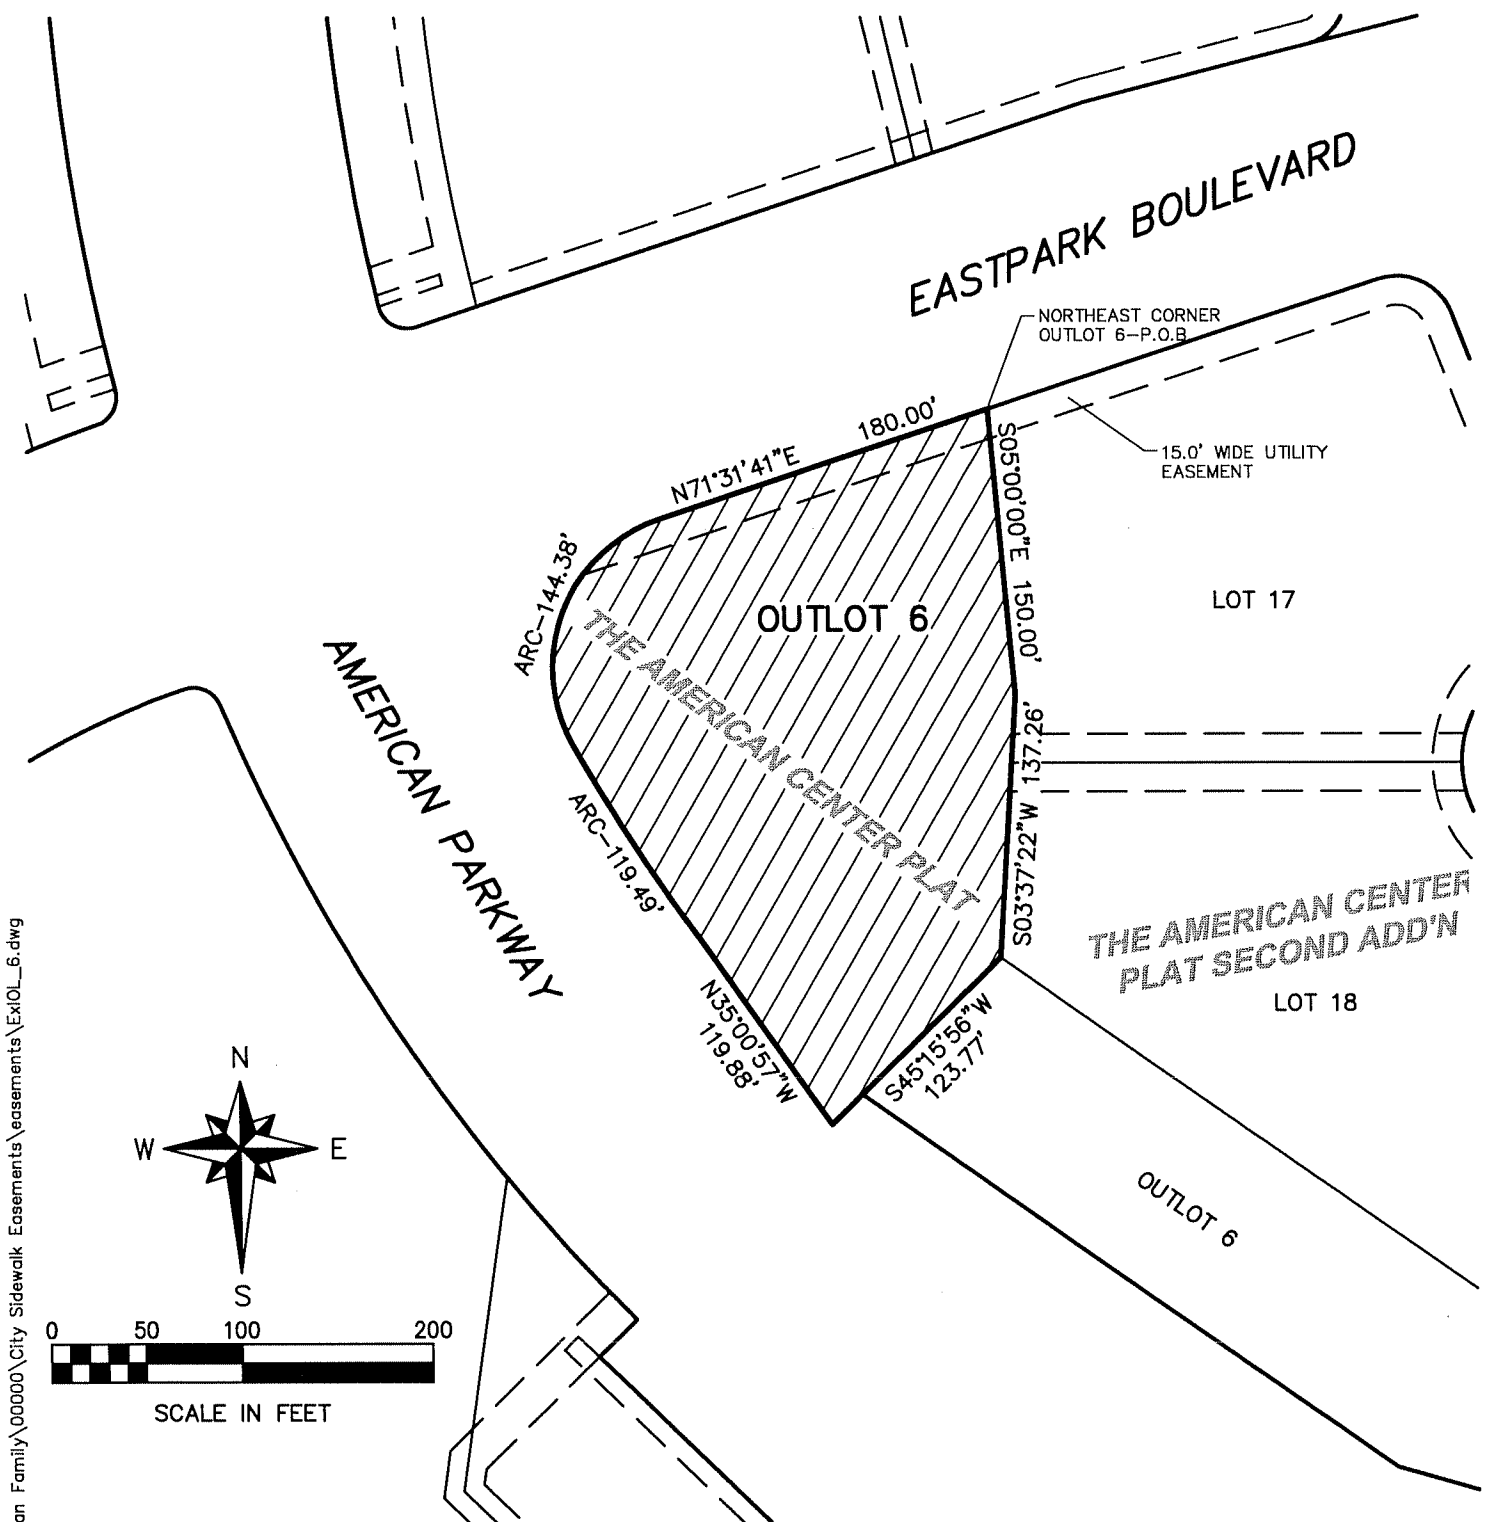 EASTPARK BOULEVARD
NORTHEAST CORNER
OUTLOT 6-P.O.B
180.00'
N71°31'41"E
15.0' WIDE UTILITY
EASEMENT
S05°00'00"E 150.00'
ARC-144.38'
OUTLOT 6
LOT 17
THE AMERICAN CENTER PLAT
AMERICAN PARKWAY
S03°37'22"W 137.26'
ARC-119.49'
THE AMERICAN CENTER
PLAT SECOND ADD'N
LOT 18
N35°00'57"W
119.88'
S45°15'56"W
123.77'
OUTLOT 6
N
W E
S
0 50 100 200
SCALE IN FEET
an Family\00000\City Sidewalk Easements\easements\ExIOL_6.dwg